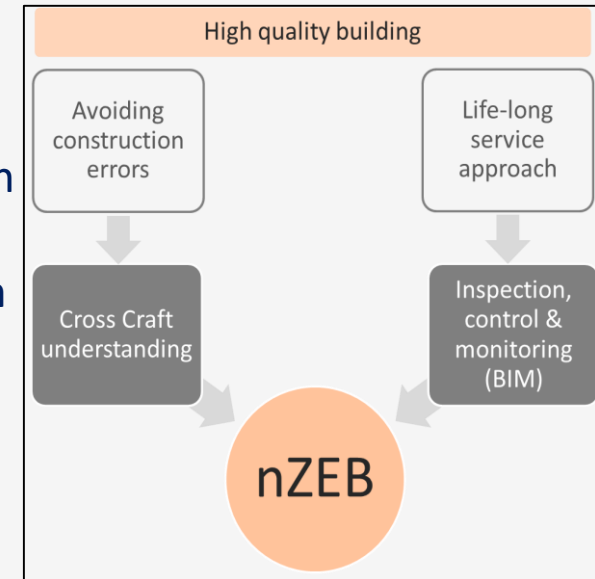 High quality building
Avoiding
construction
errors
Life-long
service
approach
Cross Craft
understanding
Inspection,
control &
monitoring
(BIM)
nZEB